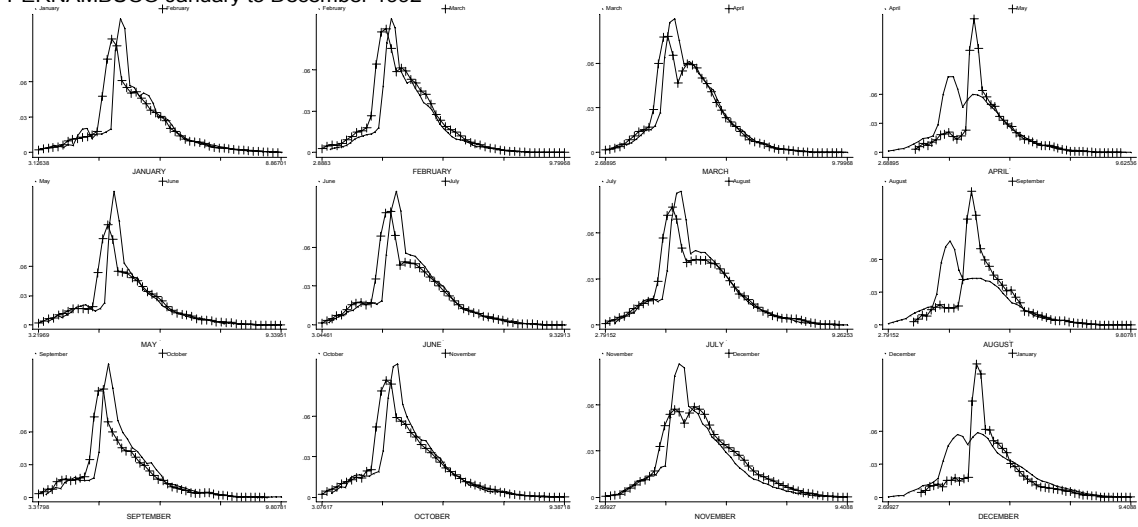 PERNAMBUSC January to December 1992
January February
.06
.03
0
3.12638 8.86701
JANUARY
February March
.06
.03
0
2.8883 9.79968
FEBRUARY
March April
.06
.03
0
2.68895 9.79968
MARCH
April May
.06
.03
0
2.68895 9.62536
APRIL
May June
.06
.03
0
3.21969 9.33951
MAY
June July
.06
.03
0
3.04461 9.32913
JUNE
July August
.06
.03
0
2.79152 9.26253
JULY
August September
.06
.03
0
2.79152 9.80781
AUGUST
September October
.06
.03
0
3.31798 9.80781
SEPTEMBER
October November
.06
.03
0
3.07617 9.38718
OCTOBER
November December
.06
.03
0
2.69927 9.4088
NOVEMBER
December January
.06
.03
0
2.69927 9.4088
DECEMBER